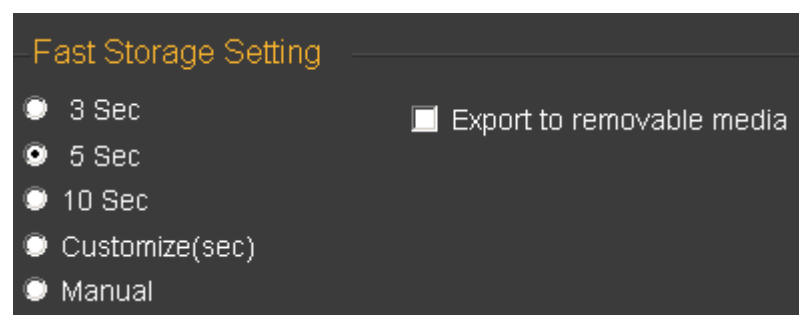 Fast Storage Setting
3 Sec
Export to removable media
5 Sec
10 Sec
Customize(sec)
Manual